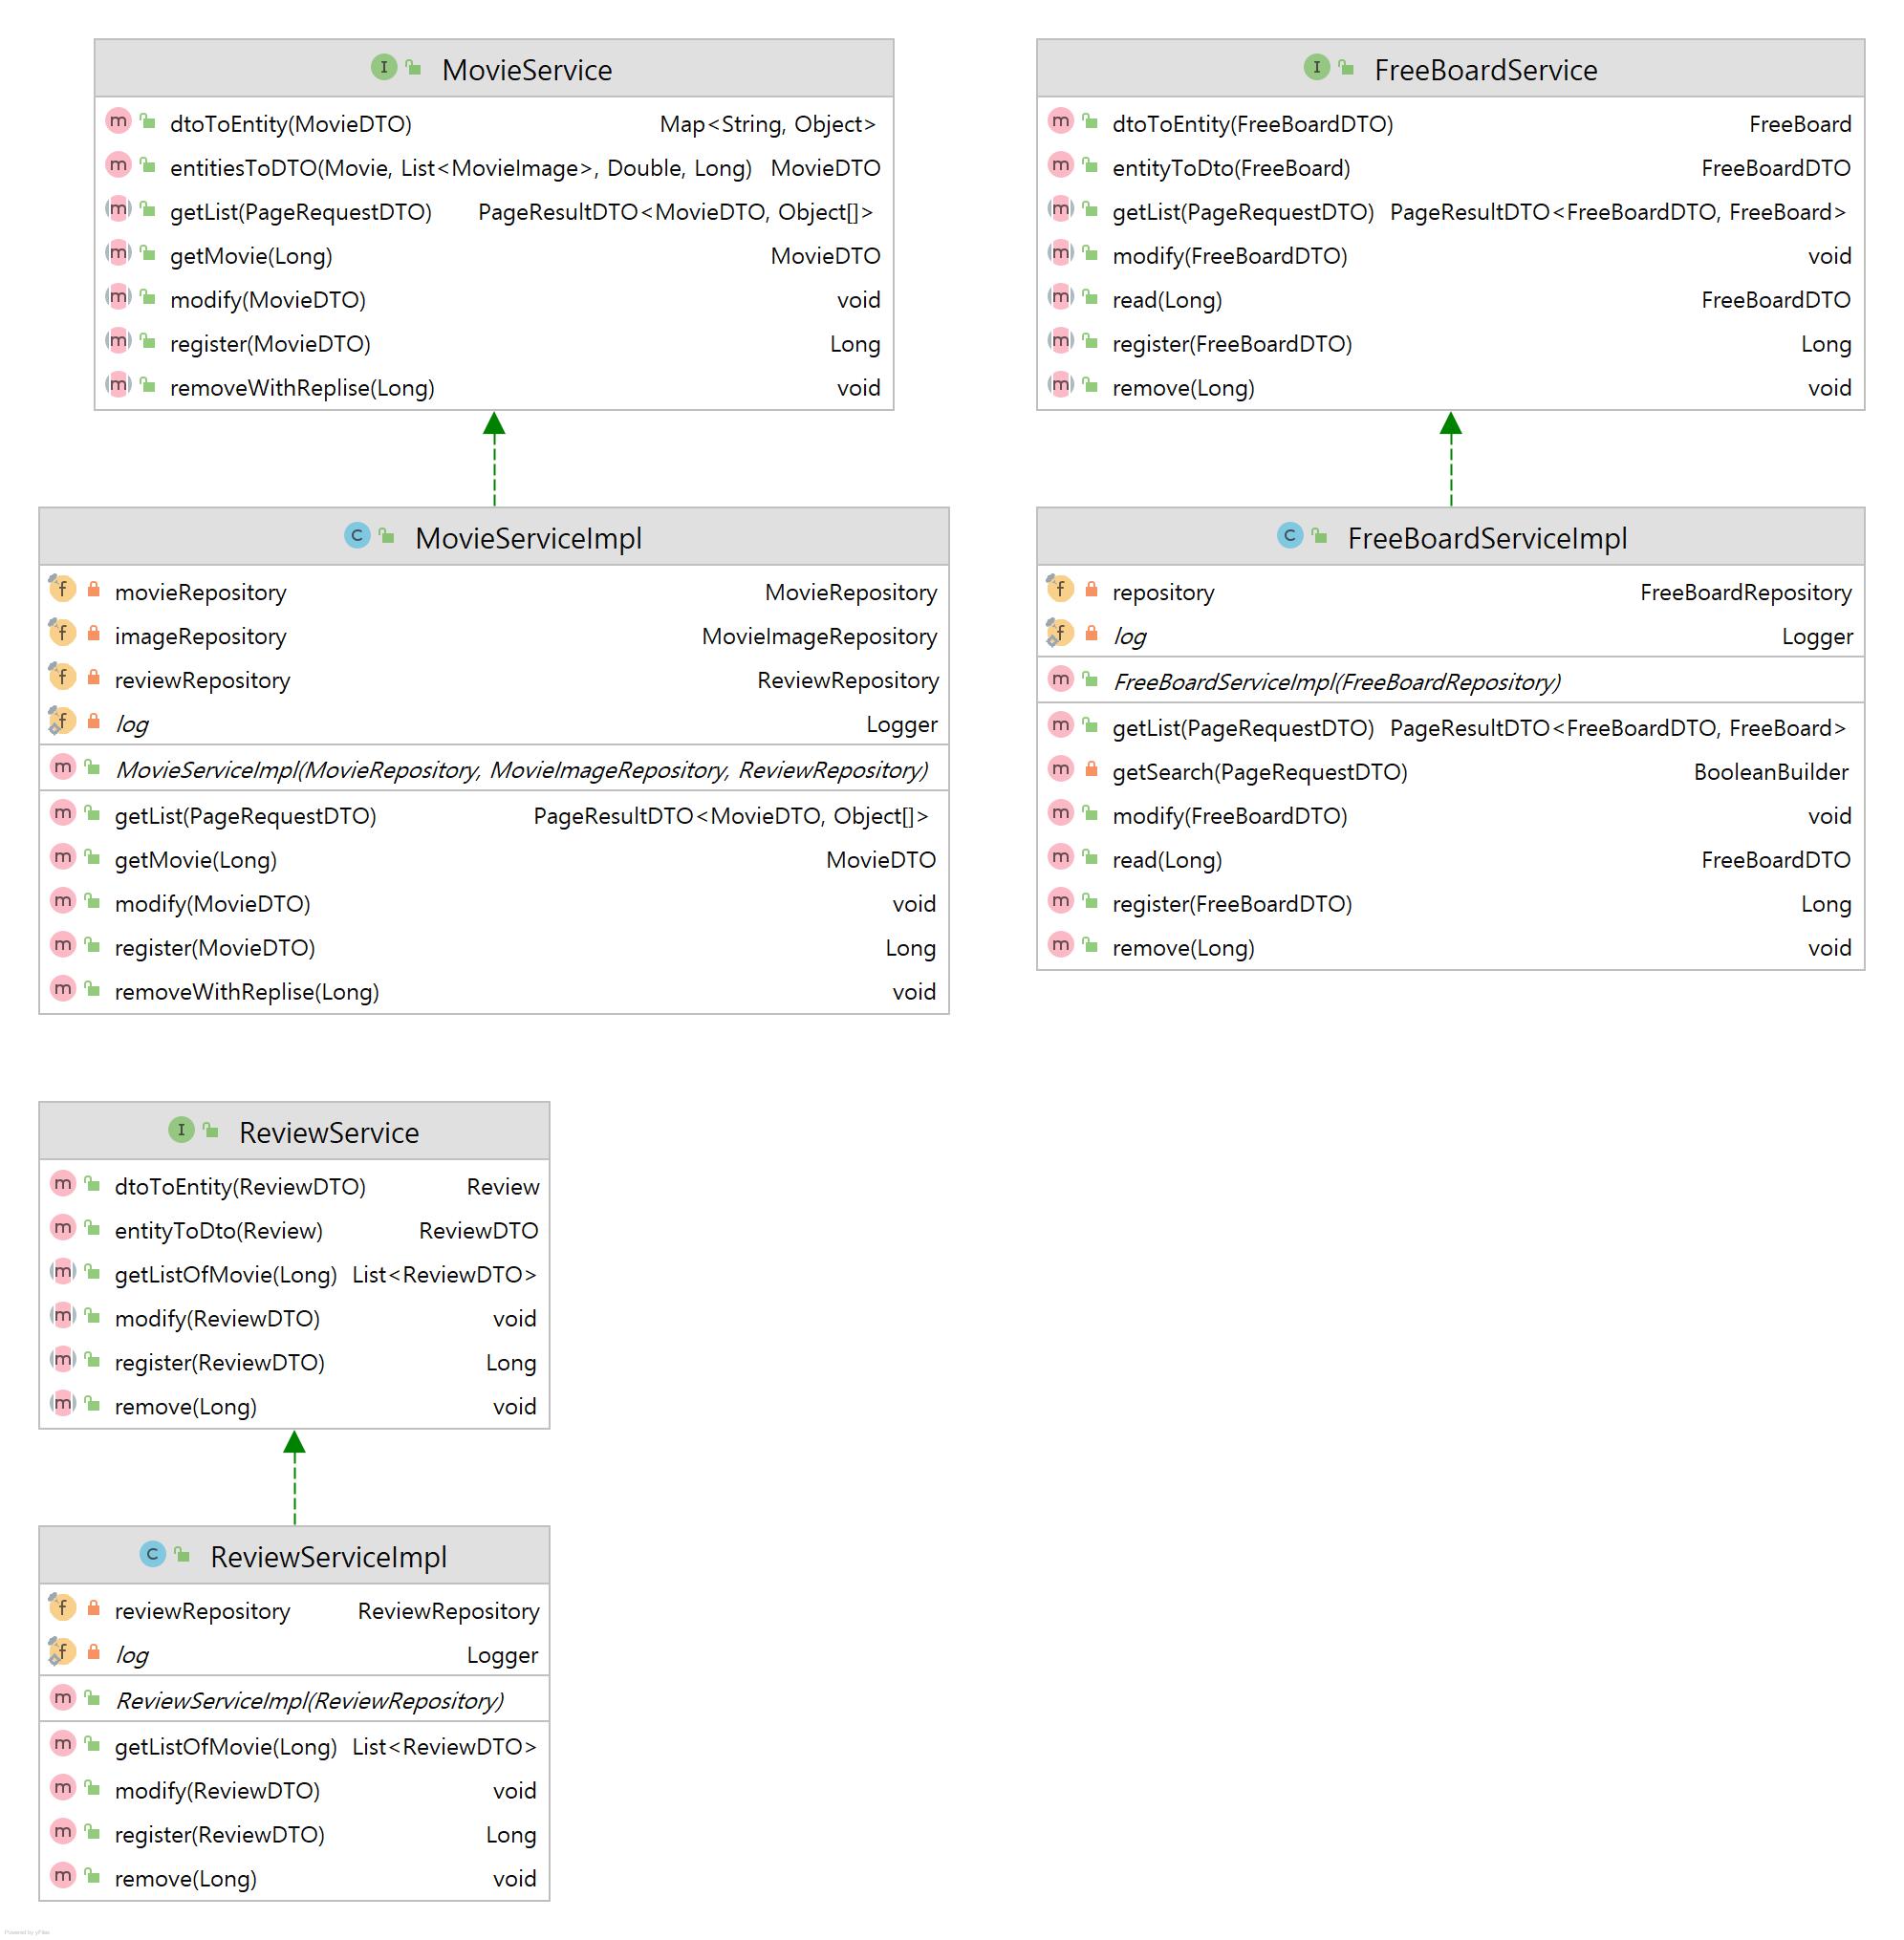 MovieService
dtoToEntity(MovieDTO) Map<String, Object>
entitiesToDTO(Movie, List<MovieImage>, Double, Long) MovieDTO
getList(PageRequestDTO) PageResultDTO<MovieDTO, Object[]>
getMovie(Long) MovieDTO
modify(MovieDTO) void
register(MovieDTO) Long
removeWithReplise(Long) void
FreeBoardService
dtoToEntity(FreeBoardDTO) FreeBoard
entityToDto(FreeBoard) FreeBoardDTO
getList(PageRequestDTO) PageResultDTO<FreeBoardDTO, FreeBoard>
modify(FreeBoardDTO) void
read(Long) FreeBoardDTO
register(FreeBoardDTO) Long
remove(Long) void
MovieServiceImpl
movieRepository MovieRepository
imageRepository MovieImageRepository
reviewRepository ReviewRepository
log Logger
MovieServiceImpl(MovieRepository, MovieImageRepository, ReviewRepository)
getList(PageRequestDTO) PageResultDTO<MovieDTO, Object[]>
getMovie(Long) MovieDTO
modify(MovieDTO) void
register(MovieDTO) Long
removeWithReplise(Long) void
FreeBoardServiceImpl
repository FreeBoardRepository
log Logger
FreeBoardServiceImpl(FreeBoardRepository)
getList(PageRequestDTO) PageResultDTO<FreeBoardDTO, FreeBoard>
getSearch(PageRequestDTO) BooleanBuilder
modify(FreeBoardDTO) void
read(Long) FreeBoardDTO
register(FreeBoardDTO) Long
remove(Long) void
ReviewService
dtoToEntity(ReviewDTO) Review
entityToDto(Review) ReviewDTO
getListOfMovie(Long) List<ReviewDTO>
modify(ReviewDTO) void
register(ReviewDTO) Long
remove(Long) void
ReviewServiceImpl
reviewRepository ReviewRepository
log Logger
ReviewServiceImpl(ReviewRepository)
getListOfMovie(Long) List<ReviewDTO>
modify(ReviewDTO) void
register(ReviewDTO) Long
remove(Long) void
Powered by yFiles